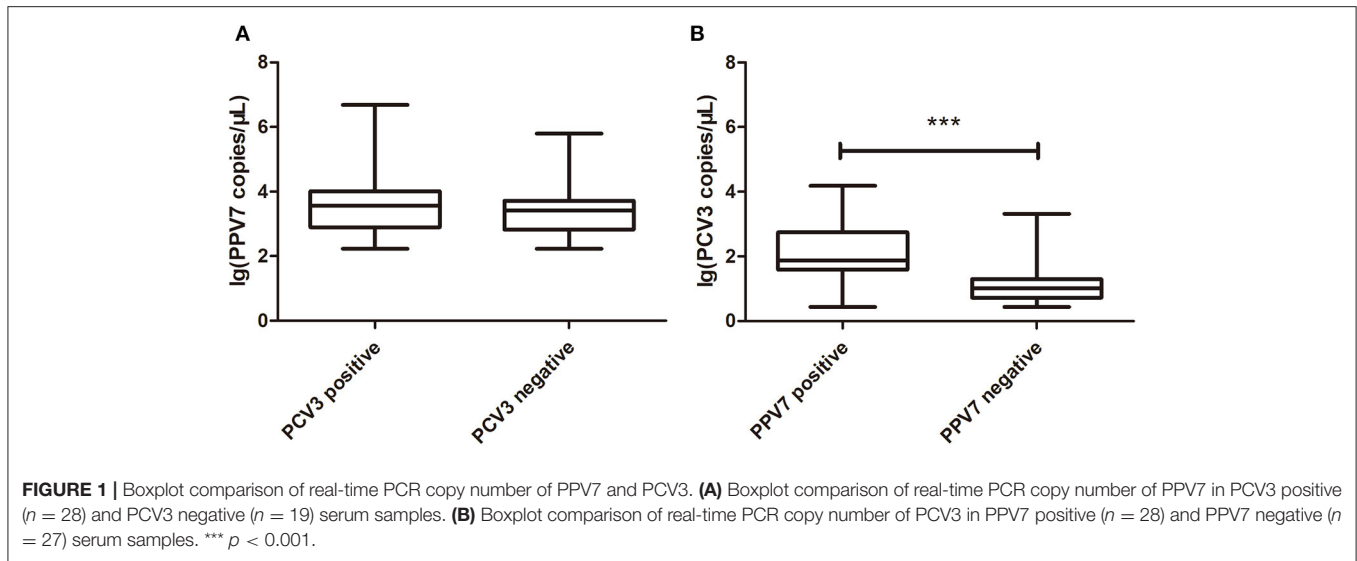 A
8
6
4
2
0
lg(PPV7 copies/µL)
PCV3 positive
PCV3 negative
B
8
6
4
2
0
lg(PCV3 copies/µL)
***
PPV7 positive
PPV7 negative
FIGURE 1 | Boxplot comparison of real-time PCR copy number of PPV7 and PCV3. (A) Boxplot comparison of real-time PCR copy number of PPV7 in PCV3 positive
(n = 28) and PCV3 negative (n = 19) serum samples. (B) Boxplot comparison of real-time PCR copy number of PCV3 in PPV7 positive (n = 28) and PPV7 negative (n
= 27) serum samples. *** p < 0.001.